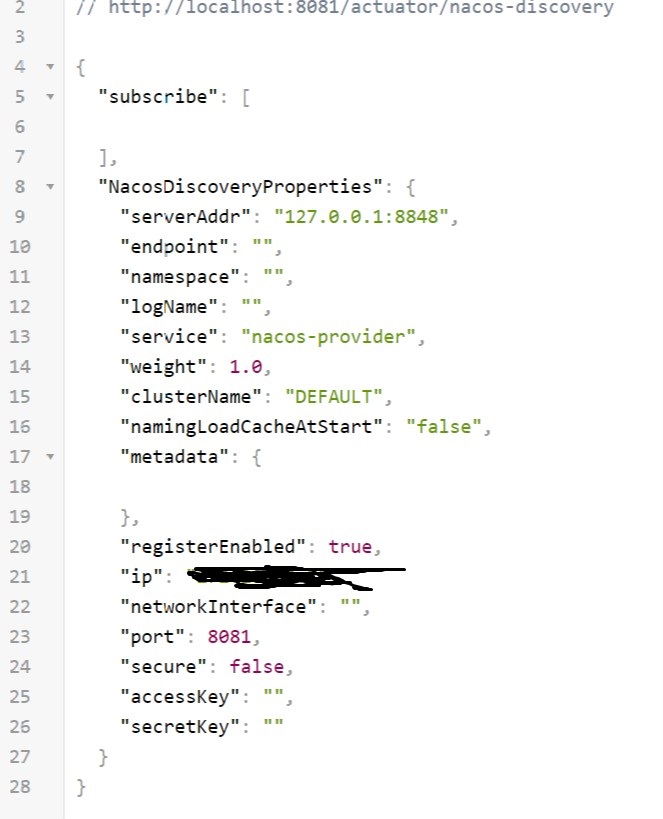 2 // http://localhost:8081/actuator/nacos-discovery
3
4 {
5 "subscribe": [
6
7 ],
8 "NacosDiscoveryProperties": {
9 "serverAddr": "127.0.0.1:8848",
10 "endpoint": "",
11 "namespace": "",
12 "logName": "",
13 "service": "nacos-provider",
14 "weight": 1.0,
15 "clusterName": "DEFAULT",
16 "namingLoadCacheAtStart": "false",
17 "metadata": {
18
19 },
20 "registerEnabled": true,
21 "ip":
22 "networkInterface": "",
23 "port": 8081,
24 "secure": false,
25 "accessKey": "",
26 "secretKey": ""
27 }
28 }